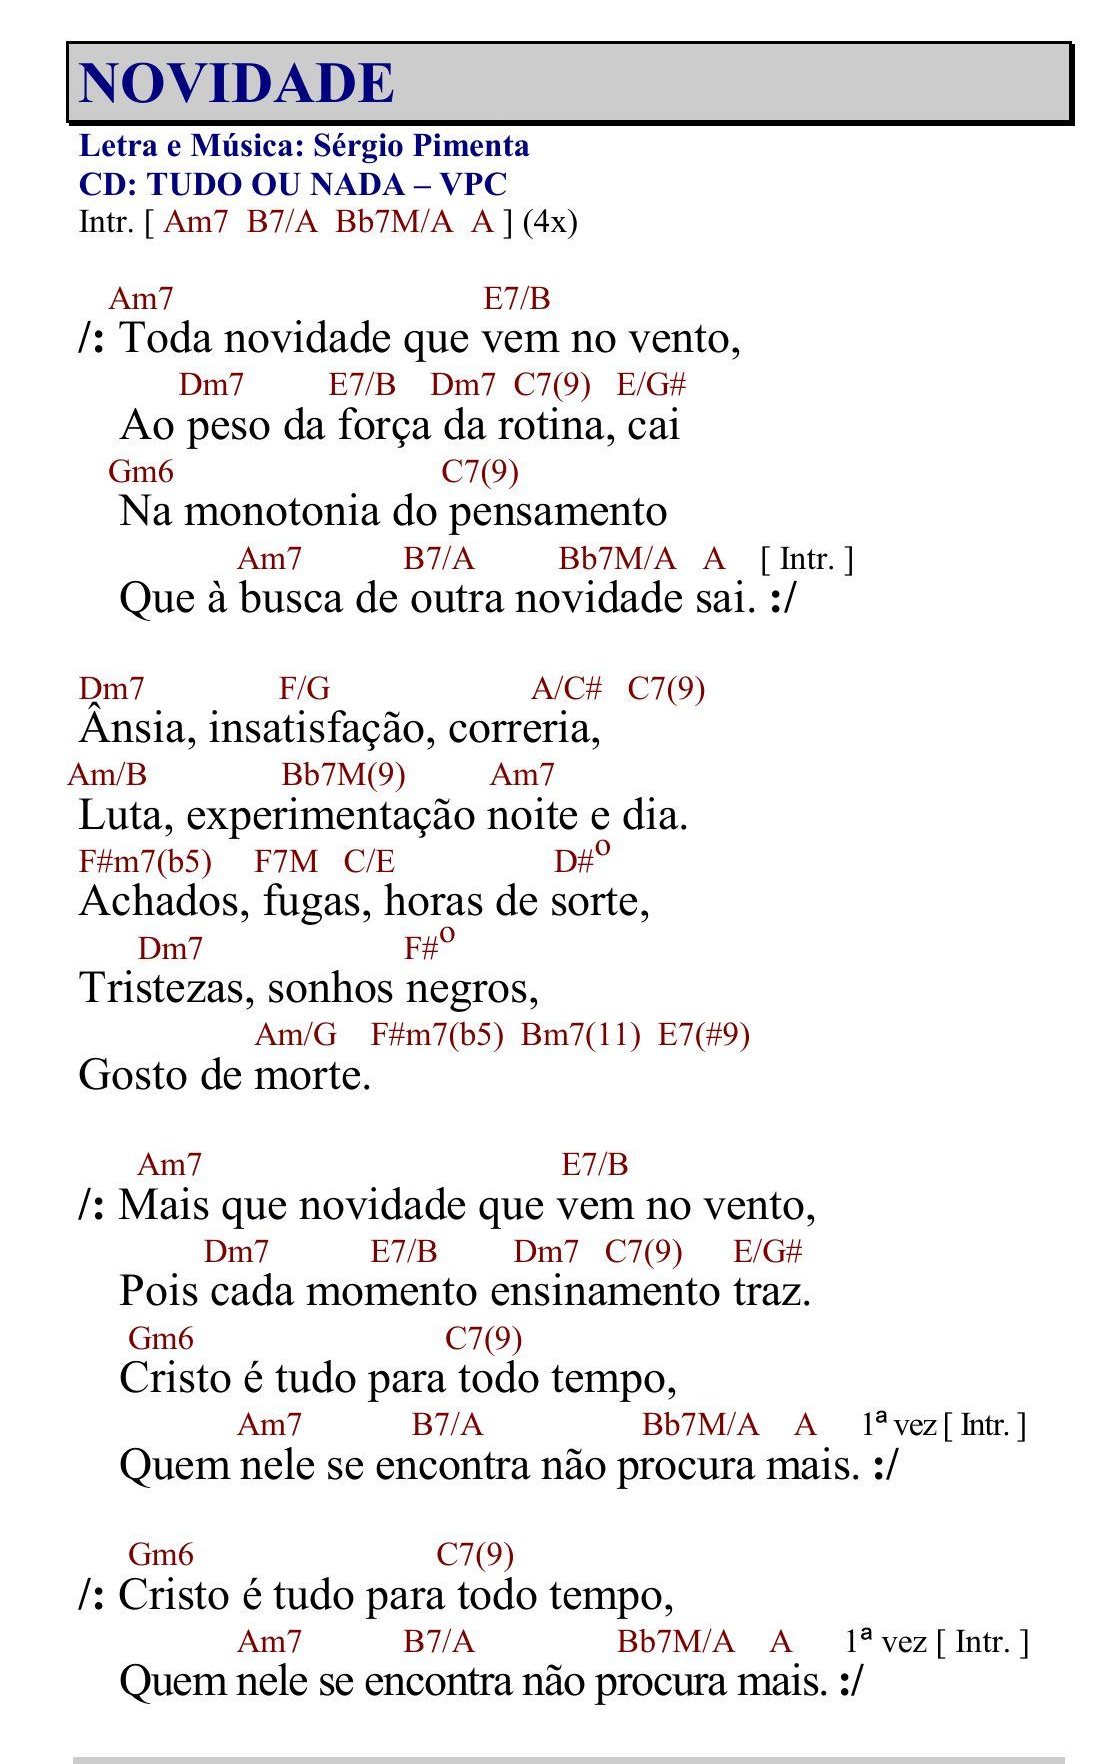 NOVIDADE
Letra e Música: Sérgio Pimenta
CD: TUDO OU NADA – VPC
Intr. [ Am7 B7/A Bb7M/A A ] (4x)
Am7 E7/B
/: Toda novidade que vem no vento,
Dm7 E7/B Dm7 C7(9) E/G#
Ao peso da força da rotina, cai
Gm6 C7(9)
Na monotonia do pensamento
Am7 B7/A Bb7M/A A [ Intr. ]
Que à busca de outra novidade sai. :/
Dm7 F/G A/C# C7(9)
Ânsia, insatisfação, correria,
Am/B Bb7M(9) Am7
Luta, experimentação noite e dia.
F#m7(b5) F7M C/E D#º
Achados, fugas, horas de sorte,
Dm7 F#º
Tristezas, sonhos negros,
Am/G F#m7(b5) Bm7(11) E7(#9)
Gosto de morte.
Am7 E7/B
/: Mais que novidade que vem no vento,
Dm7 E7/B Dm7 C7(9) E/G#
Pois cada momento ensinamento traz.
Gm6 C7(9)
Cristo é tudo para todo tempo,
Am7 B7/A Bb7M/A A 1ª vez [ Intr. ]
Quem nele se encontra não procura mais. :/
Gm6 C7(9)
/: Cristo é tudo para todo tempo,
Am7 B7/A Bb7M/A A 1ª vez [ Intr. ]
Quem nele se encontra não procura mais. :/